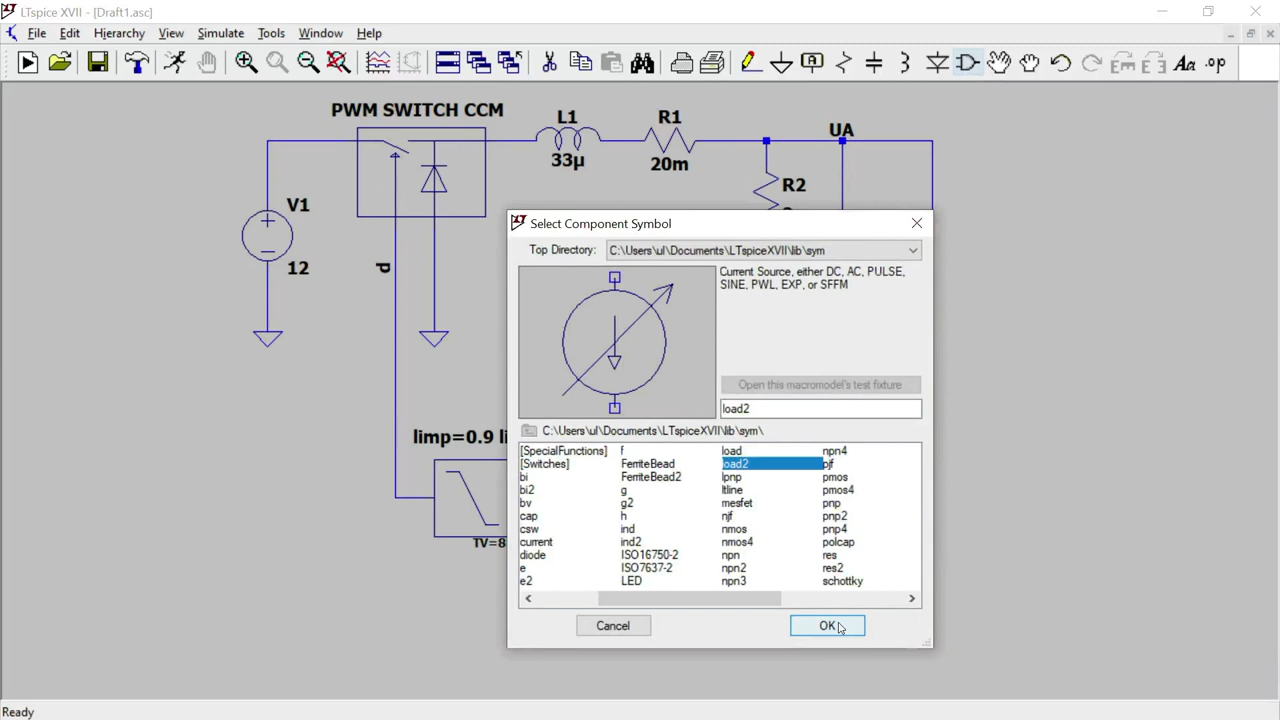 LTspice XVII - [Draft1.asc]
File Edit Hierarchy View Simulate Tools Window Help
A Aa .op
PWM SWITCH CCM
L1
33µ
R1
20m
UA
R2
V1
12
d
limp=0.9
TV=8
Select Component Symbol
Top Directory: C:\Users\ul\Documents\LTspiceXVII\lib\sym
Current Source, either DC, AC, PULSE,
SINE, PWL, EXP, or SFFM
Open this macromodel's test fixture
load2
C:\Users\ul\Documents\LTspiceXVII\lib\sym\
[SpecialFunctions] f load npn4
[Switches] FerriteBead load2 pjf
bi FerriteBead2 lpnp pmos
bi2 g ltline pmos4
bv g2 mesfet pnp
cap h njf pnp2
csw ind nmos pnp4
current ind2 nmos4 polcap
diode ISO16750-2 npn res
e ISO7637-2 npn2 res2
e2 LED npn3 schottky
Cancel OK
Ready